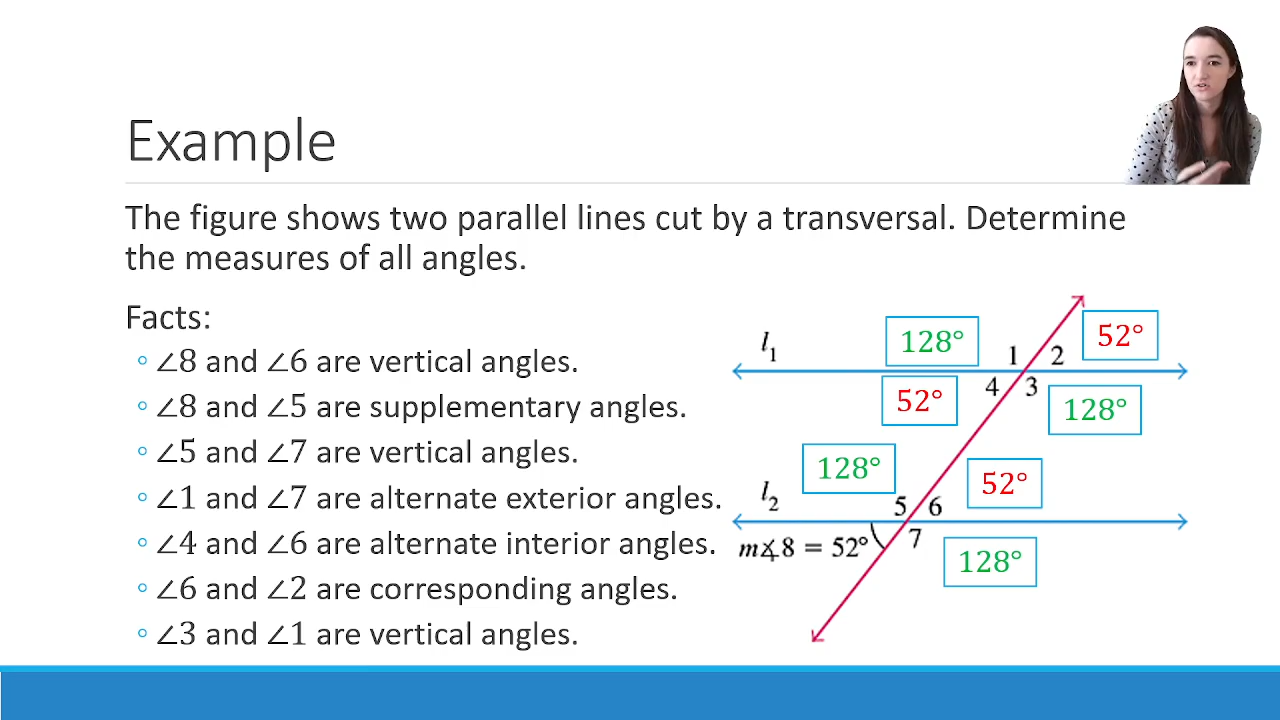 Example
The figure shows two parallel lines cut by a transversal. Determine
the measures of all angles.
Facts:
∠8 and ∠6 are vertical angles.
∠8 and ∠5 are supplementary angles.
∠5 and ∠7 are vertical angles.
∠1 and ∠7 are alternate exterior angles.
∠4 and ∠6 are alternate interior angles.
∠6 and ∠2 are corresponding angles.
∠3 and ∠1 are vertical angles.
l₁ 128° 1 2 52°
52° 4 3 128°
128° 52°
l₂ 5 6
m∡8 = 52° 7 128°